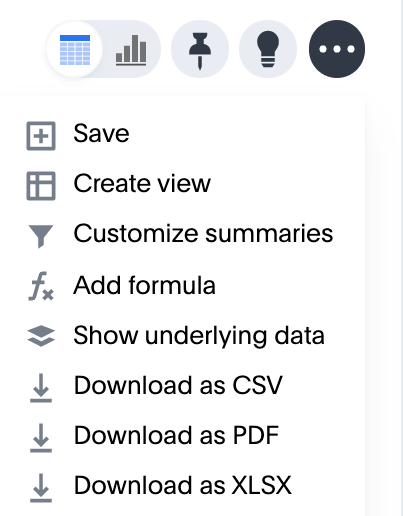 Save
Create view
Customize summaries
Add formula
Show underlying data
Download as CSV
Download as PDF
Download as XLSX